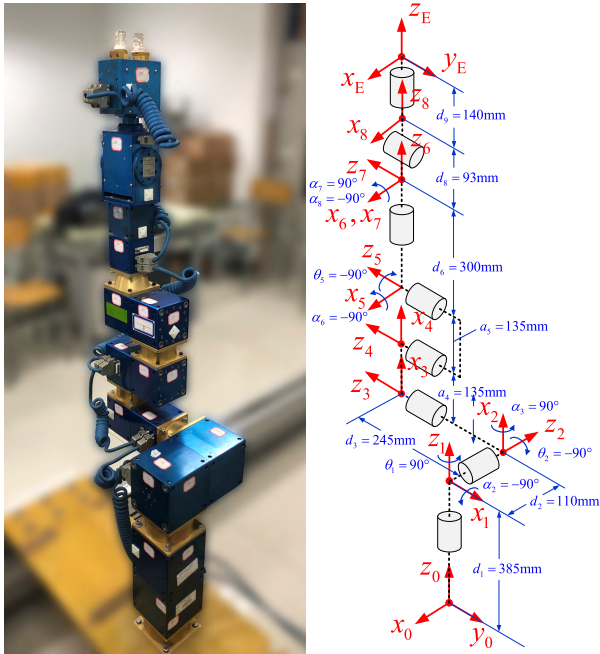 z_E
y_E
x_E
z_8
d_9 = 140mm
x_8
z_6
z_7
α_7 = 90°
α_8 = −90°
d_8 = 93mm
x_6 , x_7
z_5
θ_5 = −90°
d_6 = 300mm
x_5
α_6 = −90°
x_4
a_5 = 135mm
z_4
x_3
z_3
a_4 = 135mm
x_2
α_3 = 90°
d_3 = 245mm
z_1
z_2
θ_2 = −90°
θ_1 = 90°
α_2 = −90°
x_1
d_2 = 110mm
d_1 = 385mm
z_0
x_0
y_0